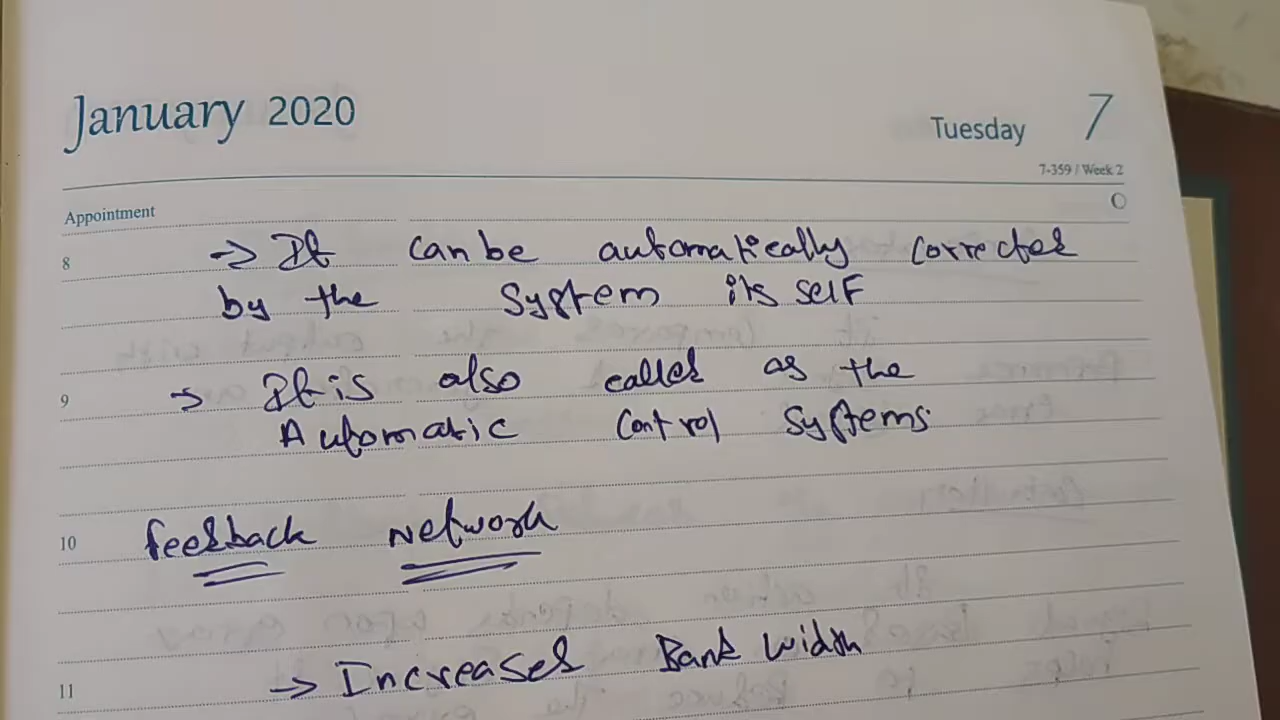 January 2020
Tuesday 7
7-359 / Week 2
Appointment
8 → It can be automatically corrected
by the system its self
9 → It is also called as the
Automatic Control systems.
10 feedback Network
11 → Increased Band width